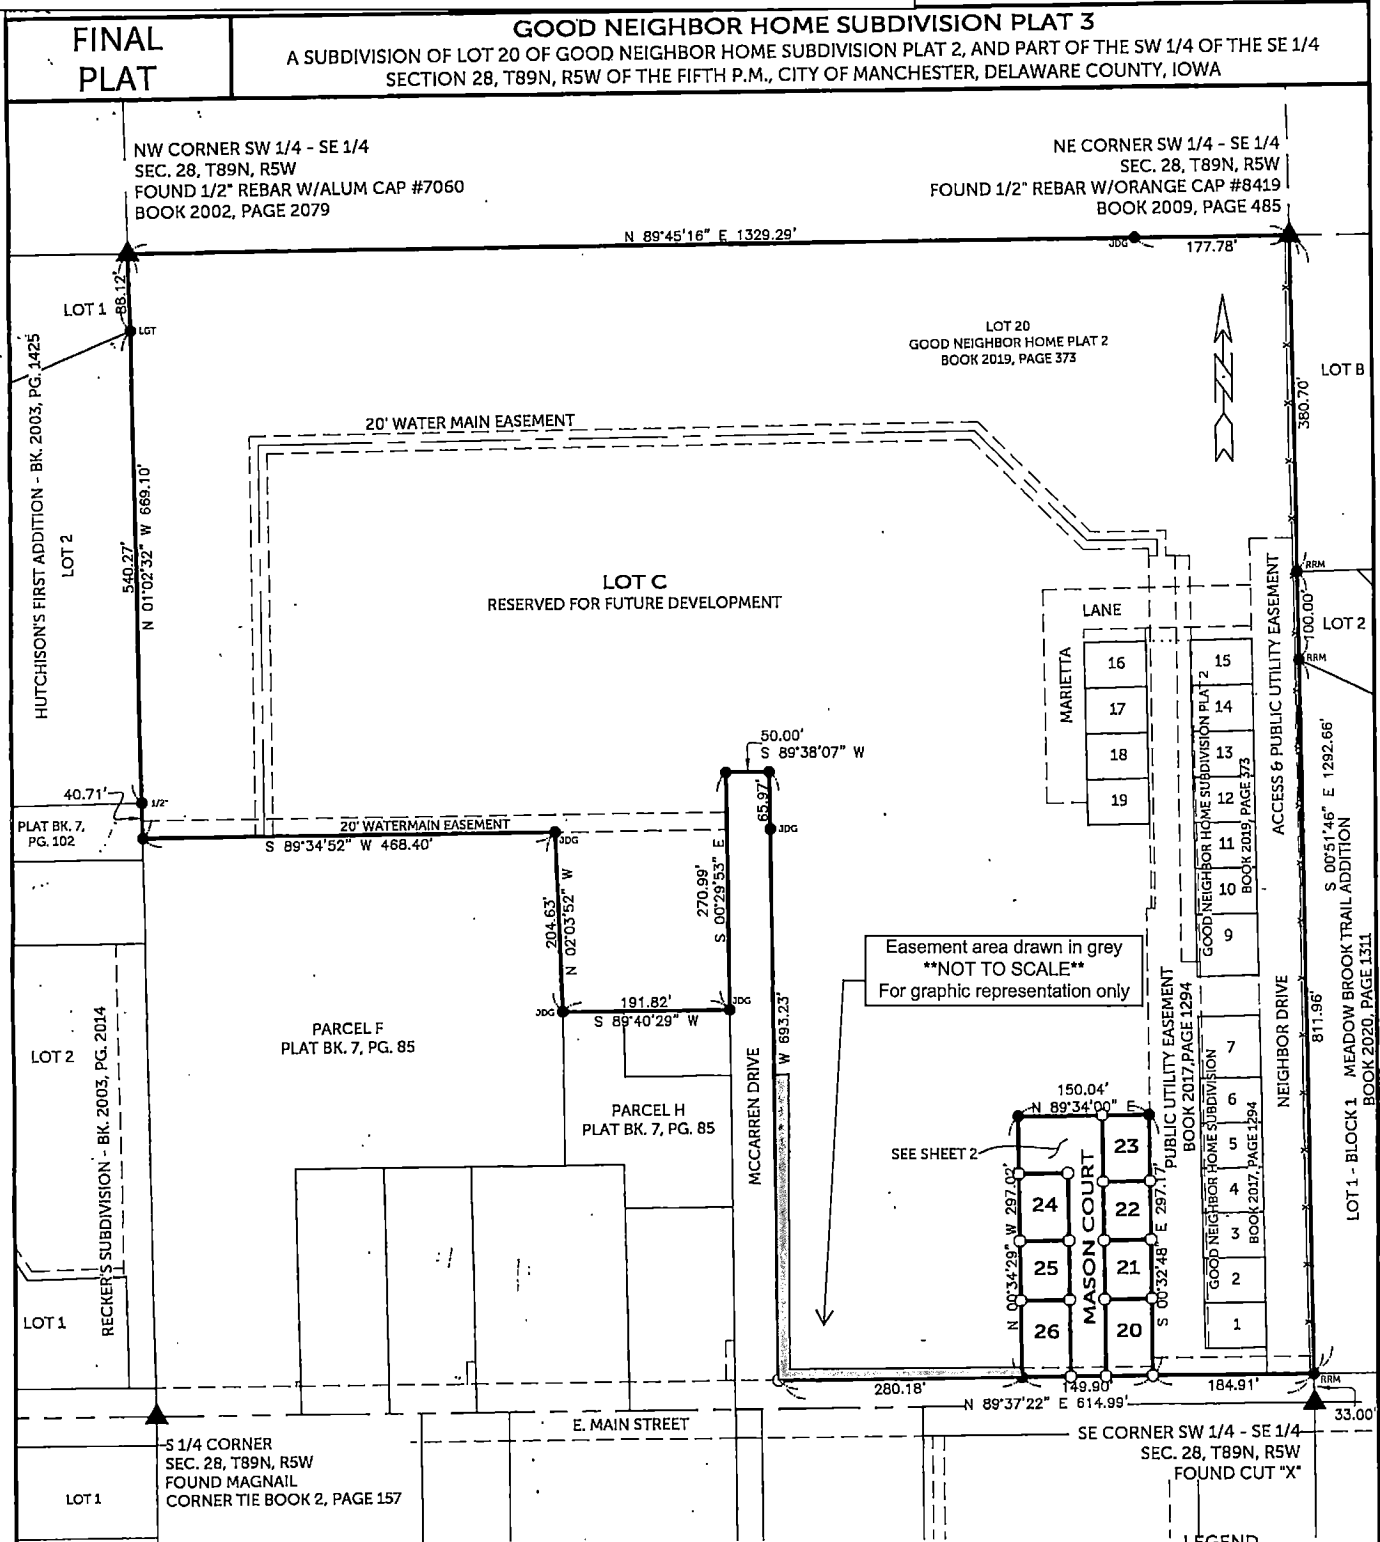 FINAL
PLAT
GOOD NEIGHBOR HOME SUBDIVISION PLAT 3
A SUBDIVISION OF LOT 20 OF GOOD NEIGHBOR HOME SUBDIVISION PLAT 2, AND PART OF THE SW 1/4 OF THE SE 1/4
SECTION 28, T89N, R5W OF THE FIFTH P.M., CITY OF MANCHESTER, DELAWARE COUNTY, IOWA
NW CORNER SW 1/4 - SE 1/4
SEC. 28, T89N, R5W
FOUND 1/2" REBAR W/ALUM CAP #7060
BOOK 2002, PAGE 2079
NE CORNER SW 1/4 - SE 1/4
SEC. 28, T89N, R5W
FOUND 1/2" REBAR W/ORANGE CAP #8419
BOOK 2009, PAGE 485
N 89°45'16" E 1329.29'
JDG
177.78'
LOT 1
88.12'
LGT
LOT 20
GOOD NEIGHBOR HOME PLAT 2
BOOK 2019, PAGE 373
N
LOT B
380.70'
HUTCHISON'S FIRST ADDITION - BK. 2003, PG. 1425
LOT 2
540.27'
N 01°02'32" W 669.10'
20' WATER MAIN EASEMENT
LOT C
RESERVED FOR FUTURE DEVELOPMENT
RRM
100.00'
LOT 2
RRM
LANE
MARIETTA
16
17
18
19
15
14
13
12
11
10
9
GOOD NEIGHBOR HOME SUBDIVISION PLAT 2
BOOK 2019, PAGE 373
ACCESS & PUBLIC UTILITY EASEMENT
S 00°51'46" E 1292.66'
50.00'
S 89°38'07" W
65.97'
JDG
40.71'
1/2"
PLAT BK. 7,
PG. 102
20' WATERMAIN EASEMENT
S 89°34'52" W 468.40'
JDG
204.63'
N 02°03'52" W
270.99'
S 00°29'53" E
JDG
191.82'
S 89°40'29" W
JDG
W 693.23'
Easement area drawn in grey
**NOT TO SCALE**
For graphic representation only
PUBLIC UTILITY EASEMENT
BOOK 2017, PAGE 1294
NEIGHBOR DRIVE
811.96'
LOT 1 - BLOCK 1 MEADOW BROOK TRAIL ADDITION
BOOK 2020, PAGE 1311
PARCEL F
PLAT BK. 7, PG. 85
LOT 2
RECKER'S SUBDIVISION - BK. 2003, PG. 2014
PARCEL H
PLAT BK. 7, PG. 85
MCCARREN DRIVE
7
6
5
4
3
2
1
GOOD NEIGHBOR HOME SUBDIVISION
BOOK 2017, PAGE 1294
150.04'
N 89°34'00" E
SEE SHEET 2
23
24
22
25
21
26
20
MASON COURT
N 00°34'29" W 297.02'
S 00°32'48" E 297.17'
LOT 1
280.18'
149.90'
184.91'
RRM
N 89°37'22" E 614.99'
33.00'
E. MAIN STREET
S 1/4 CORNER
SEC. 28, T89N, R5W
FOUND MAGNAIL
CORNER TIE BOOK 2, PAGE 157
SE CORNER SW 1/4 - SE 1/4
SEC. 28, T89N, R5W
FOUND CUT "X"
LOT 1
LEGEND